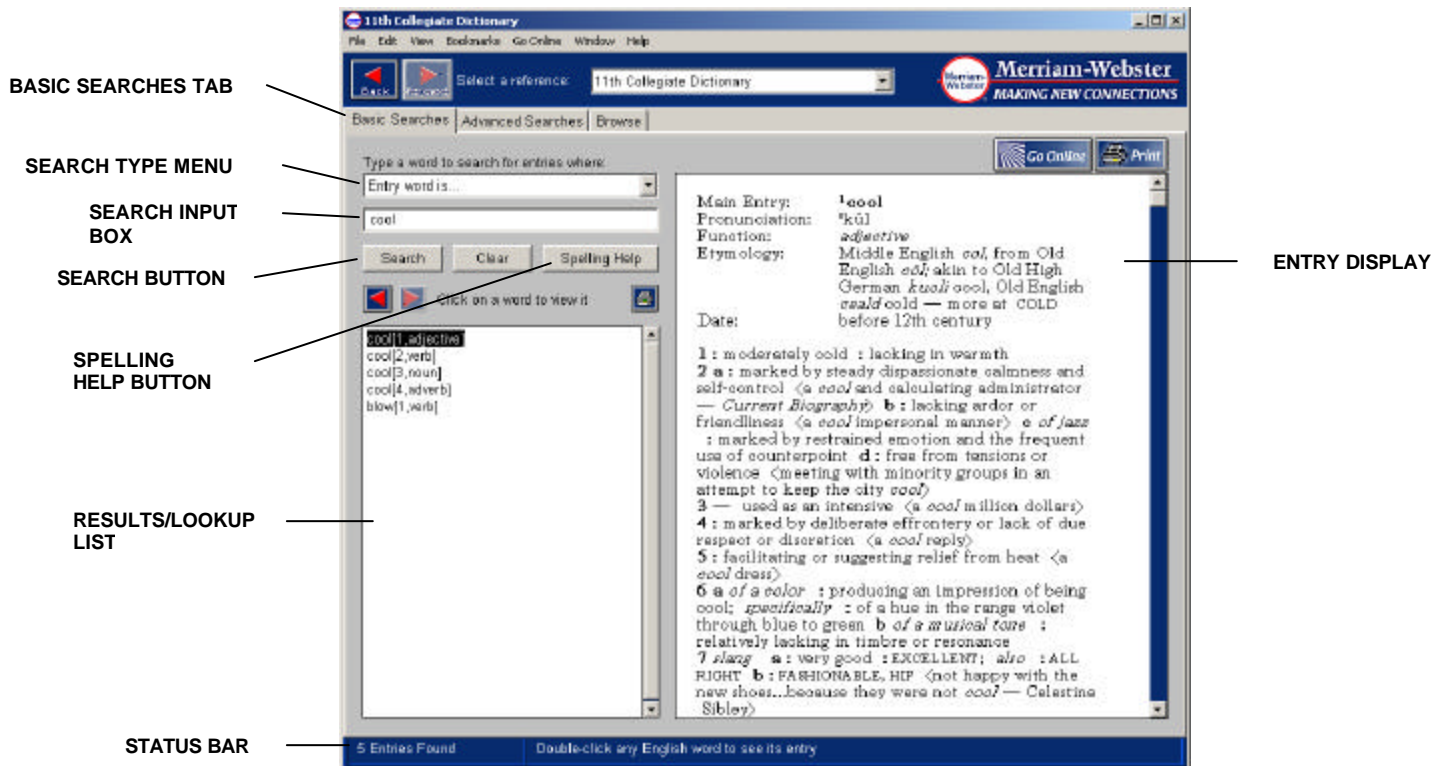 11th Collegiate Dictionary
File Edit View Bookmarks Go Online Window Help
Back
Select a reference:
11th Collegiate Dictionary
Merriam-Webster
Merriam-Webster
MAKING NEW CONNECTIONS
BASIC SEARCHES TAB
Basic Searches Advanced Searches Browse
Go Online Print
Type a word to search for entries where:
SEARCH TYPE MENU
Entry word is...
SEARCH INPUT
BOX
cool
Search Clear Spelling Help
SEARCH BUTTON
Click on a word to view it
cool[1,adjective]
cool[2,verb]
cool[3,noun]
cool[4,adverb]
blow[1,verb]
SPELLING
HELP BUTTON
RESULTS/LOOKUP
LIST
Main Entry: ¹cool
Pronunciation: ˈkül
Function: adjective
Etymology: Middle English col, from Old
English cōl; akin to Old High
German kuoli cool, Old English
ceald cold — more at COLD
Date: before 12th century
1 : moderately cold : lacking in warmth
2 a : marked by steady dispassionate calmness and
self-control <a cool and calculating administrator
— Current Biography> b : lacking ardor or
friendliness <a cool impersonal manner> c of jazz
: marked by restrained emotion and the frequent
use of counterpoint d : free from tensions or
violence <meeting with minority groups in an
attempt to keep the city cool>
3 — used as an intensive <a cool million dollars>
4 : marked by deliberate effrontery or lack of due
respect or discretion <a cool reply>
5 : facilitating or suggesting relief from heat <a
cool dress>
6 a of a color : producing an impression of being
cool; specifically : of a hue in the range violet
through blue to green b of a musical tone :
relatively lacking in timbre or resonance
7 slang a : very good : EXCELLENT; also : ALL
RIGHT b : FASHIONABLE, HIP <not happy with the
new shoes...because they were not cool — Celestine
Sibley>
ENTRY DISPLAY
STATUS BAR
5 Entries Found
Double-click any English word to see its entry